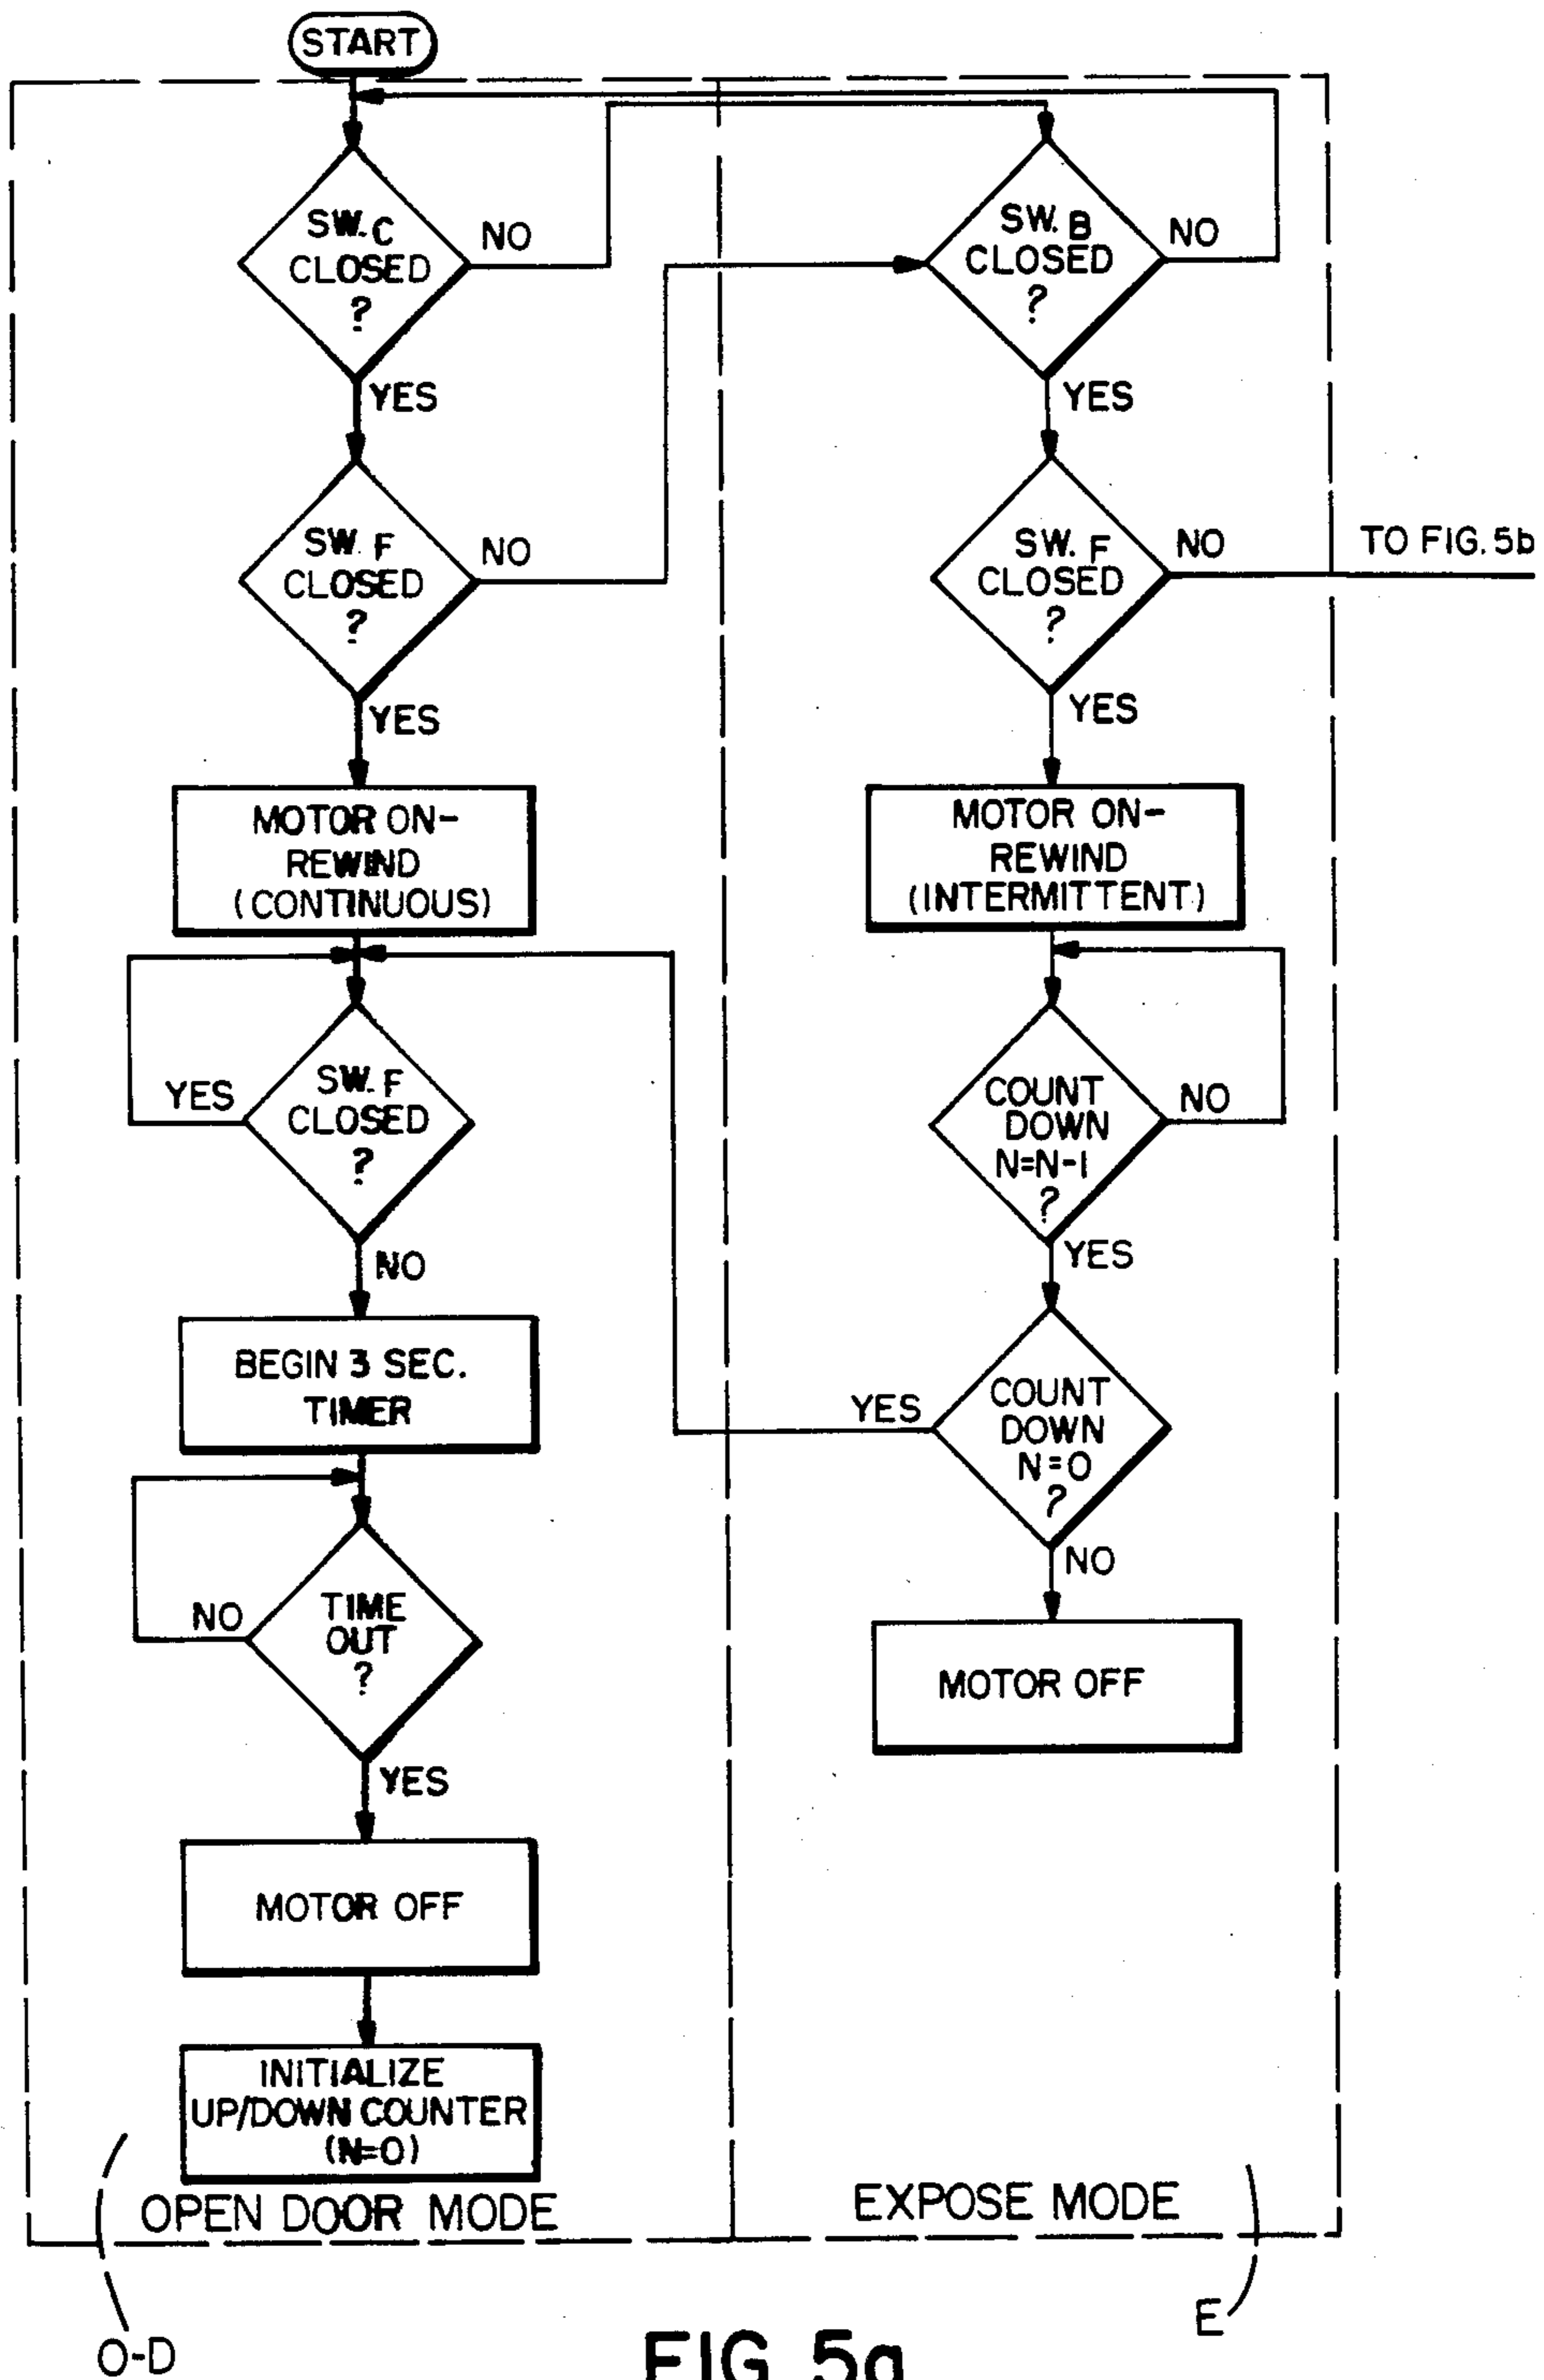 START
SW. C
CLOSED
?
NO
YES
SW. F
CLOSED
?
NO
YES
MOTOR ON-
REWIND
(CONTINUOUS)
SW. F
CLOSED
?
YES
NO
BEGIN 3 SEC.
TIMER
TIME
OUT
?
NO
YES
MOTOR OFF
INITIALIZE
UP/DOWN COUNTER
(N=0)
OPEN DOOR MODE
O-D
SW. B
CLOSED
?
NO
YES
SW. F
CLOSED
?
NO
TO FIG. 5b
YES
MOTOR ON-
REWIND
(INTERMITTENT)
COUNT
DOWN
N=N-1
?
NO
YES
COUNT
DOWN
N=0
?
YES
NO
MOTOR OFF
EXPOSE MODE
E
FIG. 5a